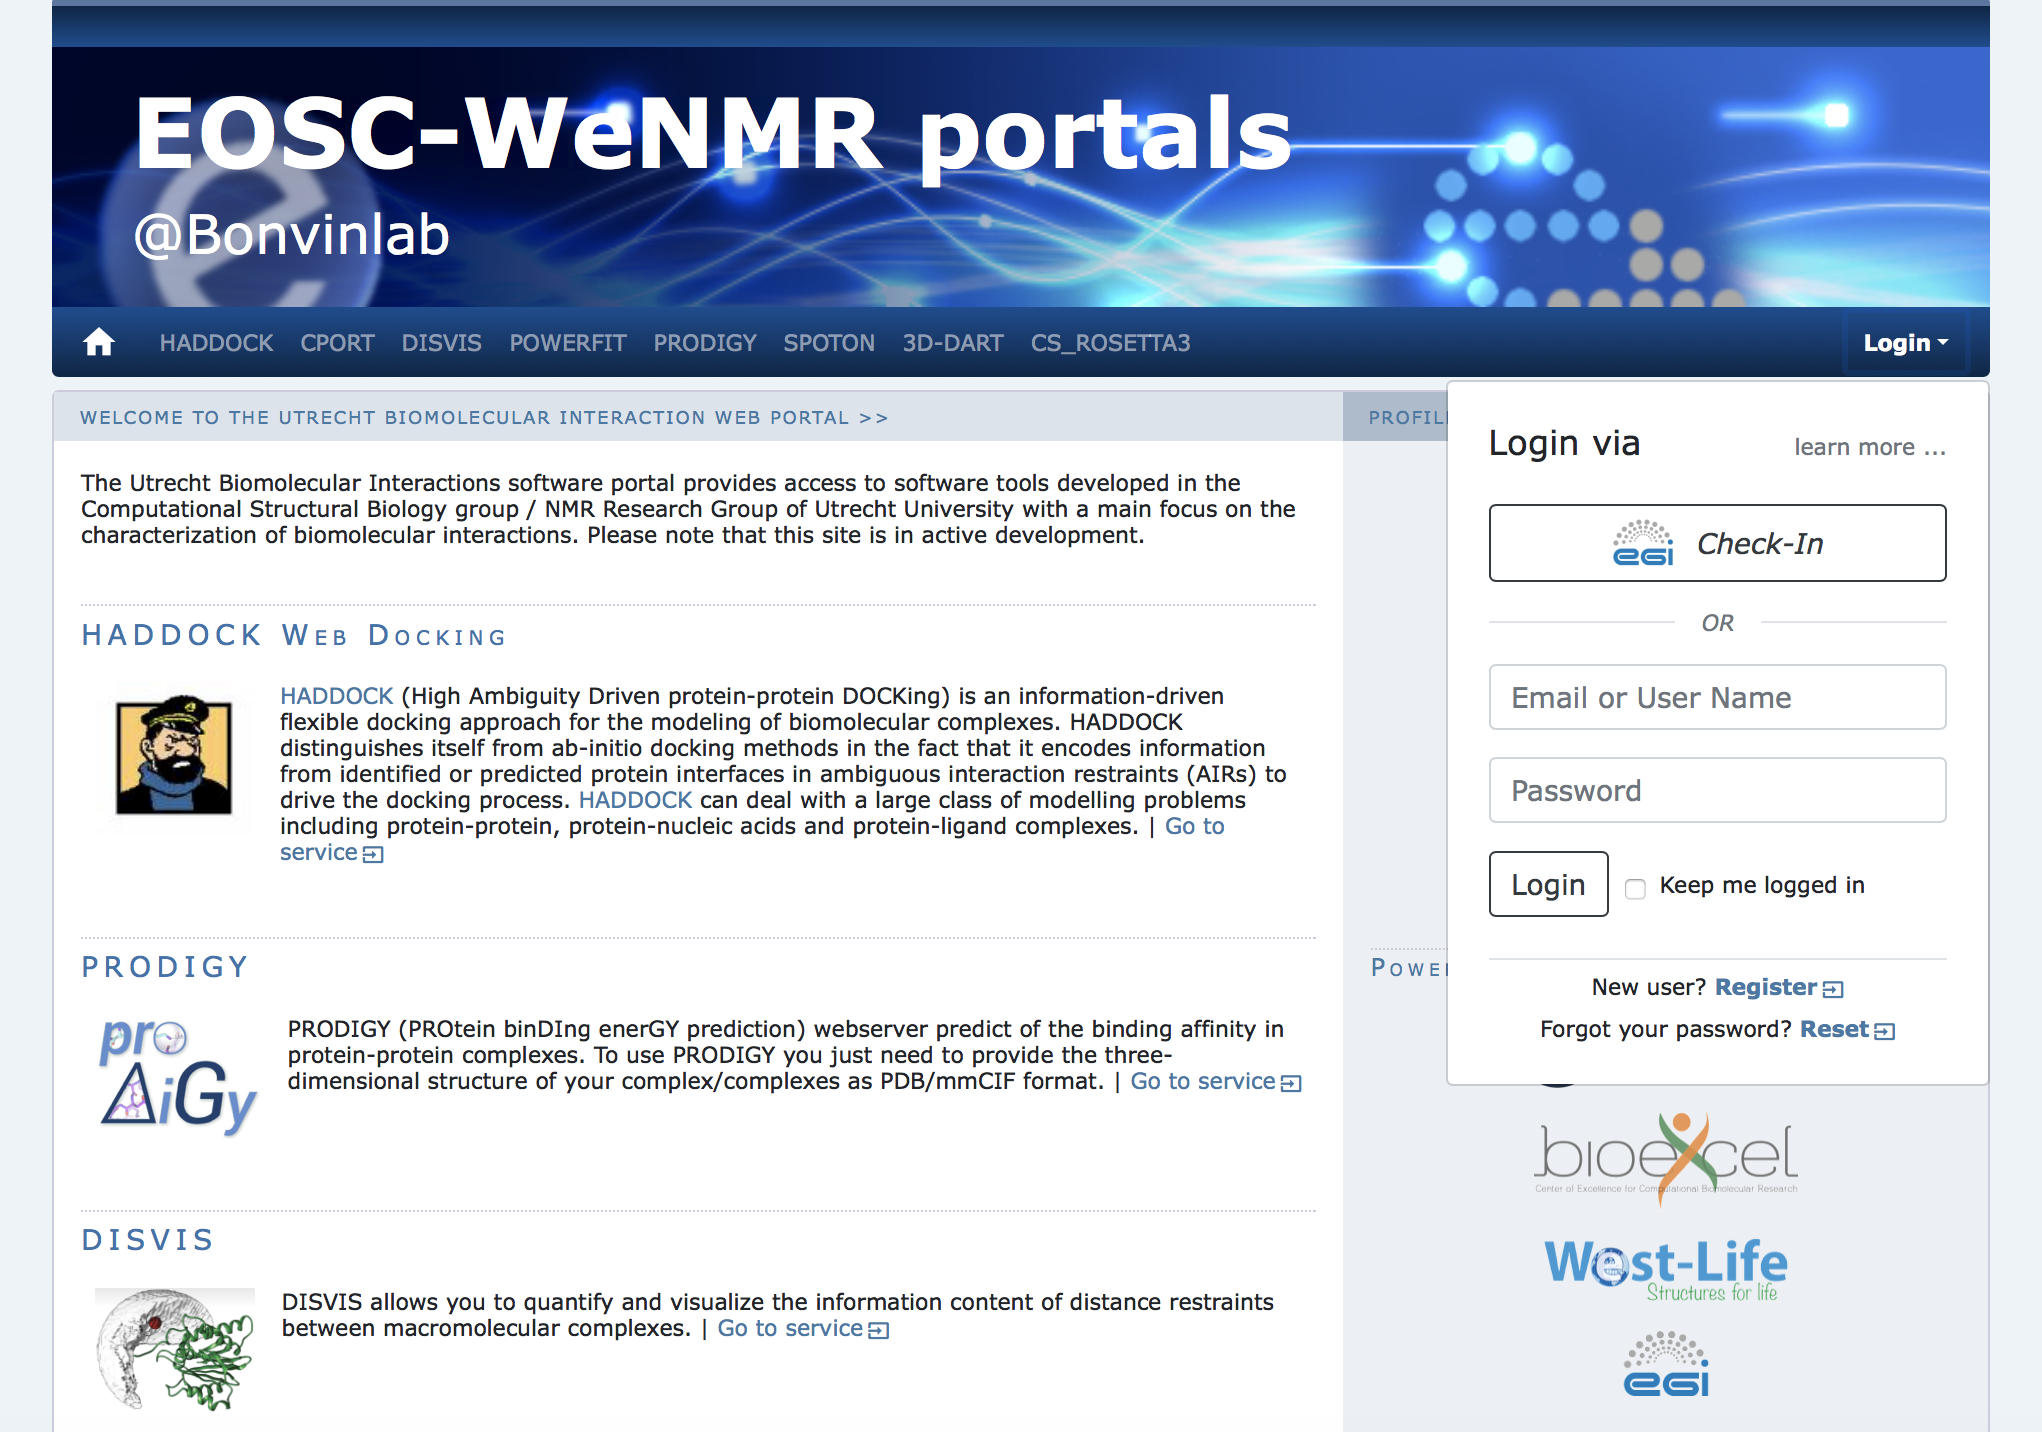 EOSC-WeNMR portals
@Bonvinlab
HADDOCK CPORT DISVIS POWERFIT PRODIGY SPOTON 3D-DART CS_ROSETTA3 Login
WELCOME TO THE UTRECHT BIOMOLECULAR INTERACTION WEB PORTAL >>
The Utrecht Biomolecular Interactions software portal provides access to software tools developed in the
Computational Structural Biology group / NMR Research Group of Utrecht University with a main focus on the
characterization of biomolecular interactions. Please note that this site is in active development.
HADDOCK WEB DOCKING
HADDOCK (High Ambiguity Driven protein-protein DOCKing) is an information-driven
flexible docking approach for the modeling of biomolecular complexes. HADDOCK
distinguishes itself from ab-initio docking methods in the fact that it encodes information
from identified or predicted protein interfaces in ambiguous interaction restraints (AIRs) to
drive the docking process. HADDOCK can deal with a large class of modelling problems
including protein-protein, protein-nucleic acids and protein-ligand complexes. | Go to
service
PRODIGY
pro
ΔiGy
PRODIGY (PROtein binDIng enerGY prediction) webserver predict of the binding affinity in
protein-protein complexes. To use PRODIGY you just need to provide the three-
dimensional structure of your complex/complexes as PDB/mmCIF format. | Go to service
DISVIS
DISVIS allows you to quantify and visualize the information content of distance restraints
between macromolecular complexes. | Go to service
Login via learn more ...
egi Check-In
OR
Email or User Name
Password
Login Keep me logged in
New user? Register
Forgot your password? Reset
bioexcel
Center of Excellence for Computational Biomolecular Research
West-Life
Structures for life
egi